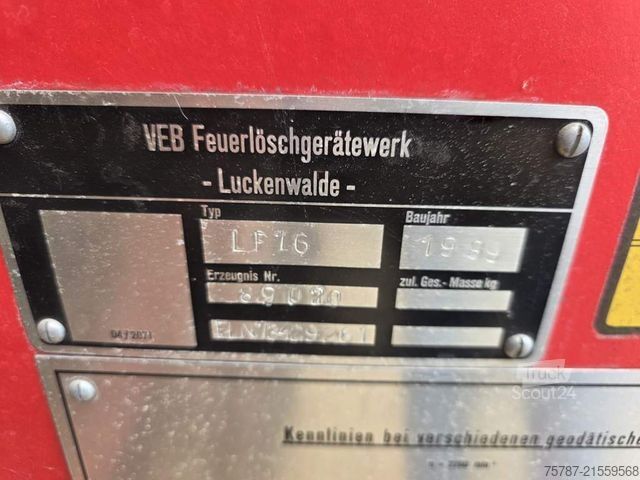 VEB Feuerlöschgerätewerk
- Luckenwalde -
Typ
LF16
Baujahr
Erzeugnis Nr.
zul. Ges.-Masse kg
Truck
Scout24
Kennlinien bei verschiedenen geodätische
75787-21559568